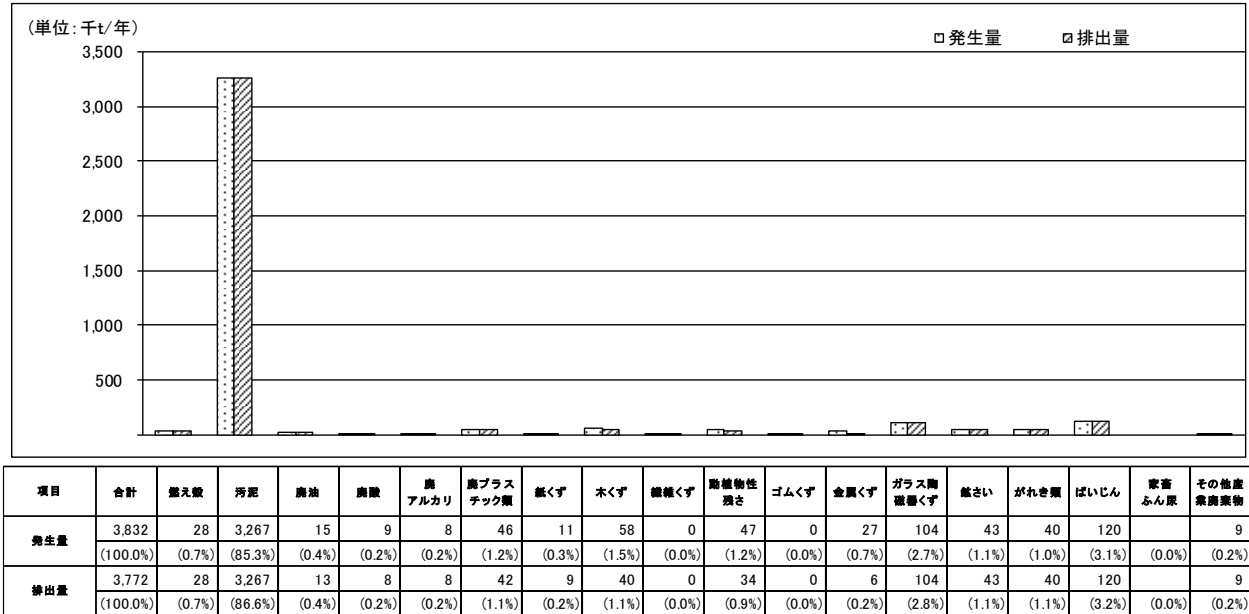 (単位:千t/年)
発生量 排出量
3,500
3,000
2,500
2,000
1,500
1,000
500
項目 合計 燃え殻 汚泥 廃油 廃酸 廃アルカリ 廃プラスチック類 紙くず 木くず 繊維くず 動植物性残さ ゴムくず 金属くず ガラス陶磁器くず 鉱さい がれき類 ばいじん 家畜ふん尿 その他産業廃棄物
発生量 3,832 28 3,267 15 9 8 46 11 58 0 47 0 27 104 43 40 120 9
(100.0%) (0.7%) (85.3%) (0.4%) (0.2%) (0.2%) (1.2%) (0.3%) (1.5%) (0.0%) (1.2%) (0.0%) (0.7%) (2.7%) (1.1%) (1.0%) (3.1%) (0.0%) (0.2%)
排出量 3,772 28 3,267 13 8 8 42 9 40 0 34 0 6 104 43 40 120 9
(100.0%) (0.7%) (86.6%) (0.4%) (0.2%) (0.2%) (1.1%) (0.2%) (1.1%) (0.0%) (0.9%) (0.0%) (0.2%) (2.8%) (1.1%) (1.1%) (3.2%) (0.0%) (0.2%)